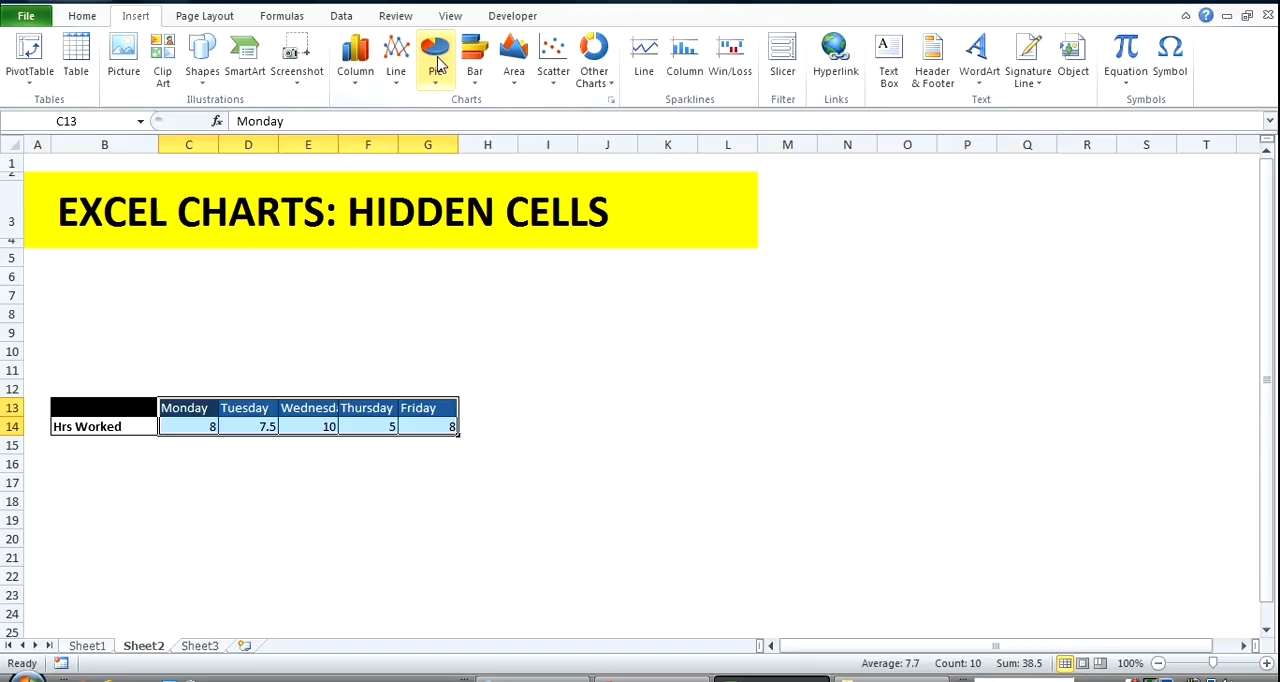 File Home Insert Page Layout Formulas Data Review View Developer
PivotTable Table Picture Clip Art Shapes SmartArt Screenshot Column Line Bar Area Scatter Other Charts Line Column Win/Loss Slicer Hyperlink Text Box Header & Footer WordArt Signature Line Object Equation Symbol
Tables Illustrations Charts Sparklines Filter Links Text Symbols
C13 fx Monday
A B C D E F G H I J K L M N O P Q R S T
1
2
3 EXCEL CHARTS: HIDDEN CELLS
4
5
6
7
8
9
10
11
12
13 Monday Tuesday Wednesd Thursday Friday
14 Hrs Worked 8 7.5 10 5 8
15
16
17
18
19
20
21
22
23
24
25
Sheet1 Sheet2 Sheet3
Ready Average: 7.7 Count: 10 Sum: 38.5 100%